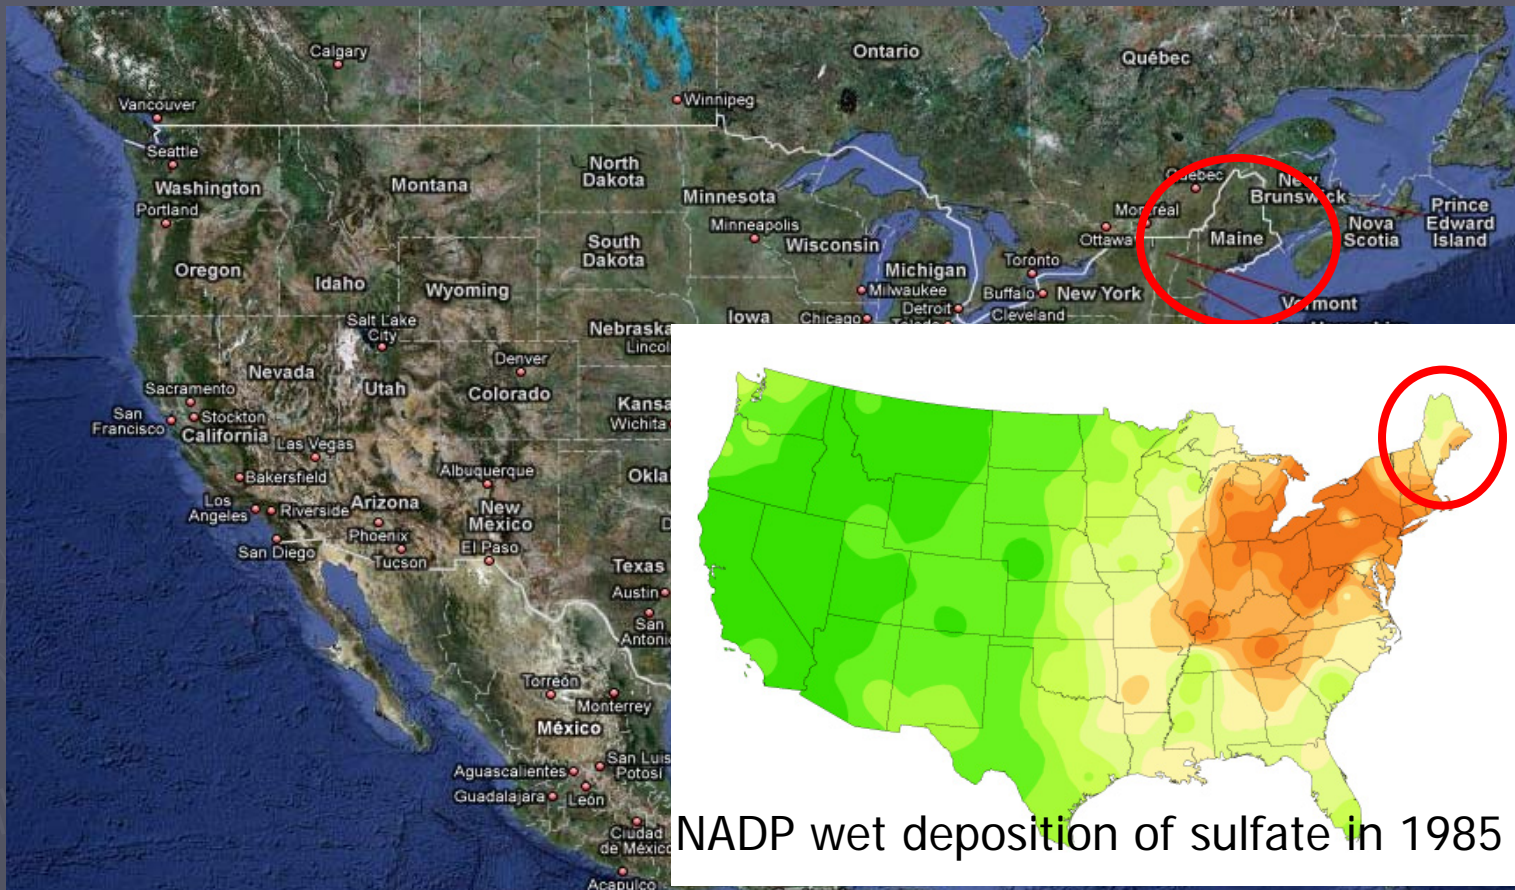 Calgary
Ontario
Québec
Vancouver
Winnipeg
Seattle
Washington
Portland
Montana
North
Dakota
Minnesota
Minneapolis
Wisconsin
Québec
New
Brunswick
Montréal
Ottawa
Maine
Nova
Scotia
Prince
Edward
Island
Oregon
Idaho
Wyoming
South
Dakota
Michigan
Toronto
Milwaukee
Detroit
Buffalo
New York
Cleveland
Vermont
Salt Lake
City
Nebraska
Iowa
Chicago
Nevada
Utah
Denver
Colorado
Sacramento
San
Francisco
Stockton
California
Las Vegas
Wichita
Bakersfield
Albuquerque
Los
Angeles
Riverside
Arizona
Phoenix
New
Mexico
San Diego
Tucson
El Paso
Texas
Austin
San
Torreón
Monterrey
México
San Luis
Potosí
Aguascalientes
Guadalajara
León
Ciudad
de México
Acapulco
NADP wet deposition of sulfate in 1985